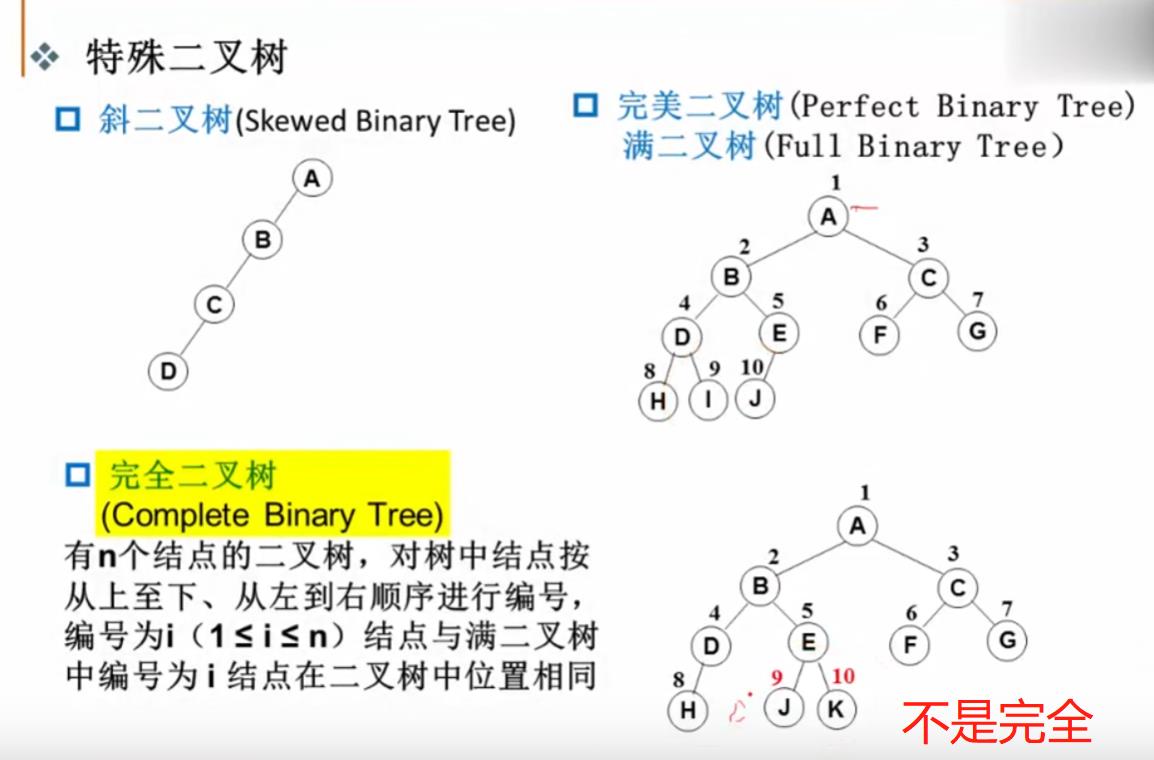 特殊二叉树
斜二叉树(Skewed Binary Tree)
A
B
C
D
完美二叉树(Perfect Binary Tree)
满二叉树(Full Binary Tree)
1
A
2 3
B C
4 5 6 7
D E F G
8 9 10
H I J
完全二叉树
(Complete Binary Tree)
有n个结点的二叉树，对树中结点按
从上至下、从左到右顺序进行编号，
编号为i（1≤i≤n）结点与满二叉树
中编号为 i 结点在二叉树中位置相同
1
A
2 3
B C
4 5 6 7
D E F G
8 9 10
H J K
不是完全